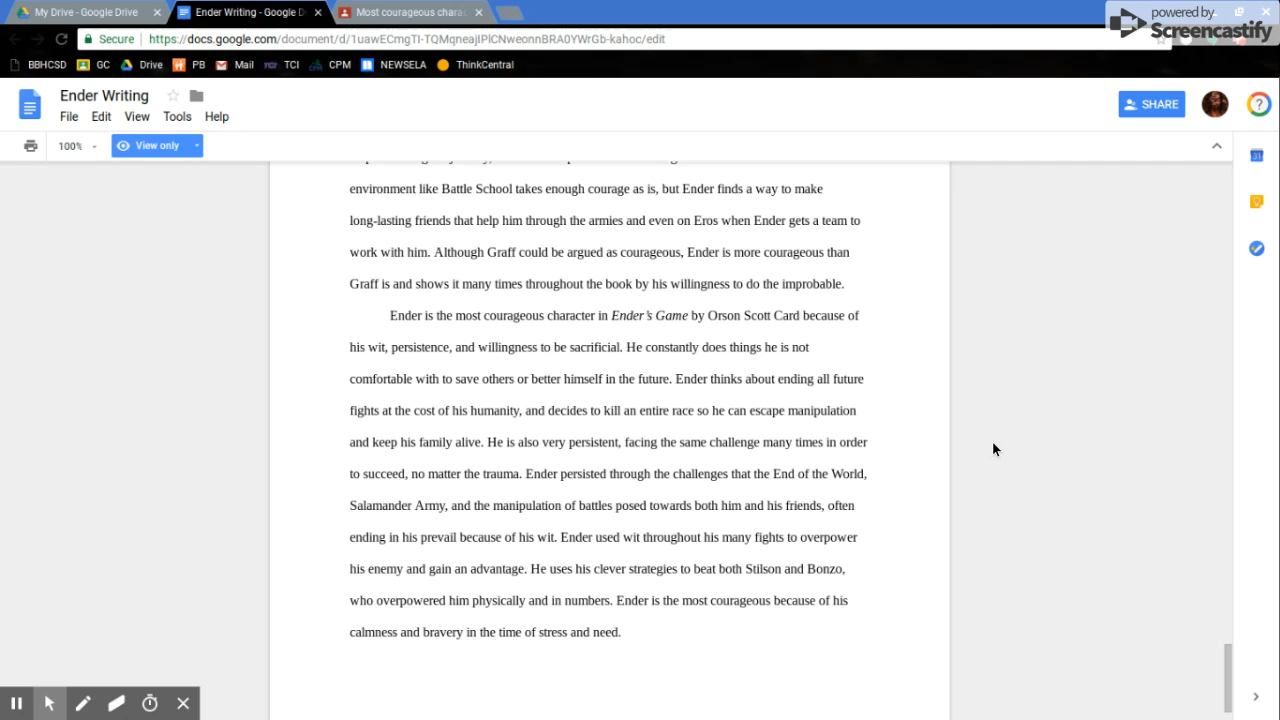 My Drive - Google Drive
Ender Writing - Google D
Most courageous charac
powered by
Screencastify
Secure https://docs.google.com/document/d/1uawECmgTI-TQMqneajIPlCNweonnBRA0YWrGb-kahoc/edit
BBHCSD GC Drive PB Mail TCI CPM NEWSELA ThinkCentral
Ender Writing
SHARE
File Edit View Tools Help
100% View only
environment like Battle School takes enough courage as is, but Ender finds a way to make
long-lasting friends that help him through the armies and even on Eros when Ender gets a team to
work with him. Although Graff could be argued as courageous, Ender is more courageous than
Graff is and shows it many times throughout the book by his willingness to do the improbable.
Ender is the most courageous character in Ender's Game by Orson Scott Card because of
his wit, persistence, and willingness to be sacrificial. He constantly does things he is not
comfortable with to save others or better himself in the future. Ender thinks about ending all future
fights at the cost of his humanity, and decides to kill an entire race so he can escape manipulation
and keep his family alive. He is also very persistent, facing the same challenge many times in order
to succeed, no matter the trauma. Ender persisted through the challenges that the End of the World,
Salamander Army, and the manipulation of battles posed towards both him and his friends, often
ending in his prevail because of his wit. Ender used wit throughout his many fights to overpower
his enemy and gain an advantage. He uses his clever strategies to beat both Stilson and Bonzo,
who overpowered him physically and in numbers. Ender is the most courageous because of his
calmness and bravery in the time of stress and need.